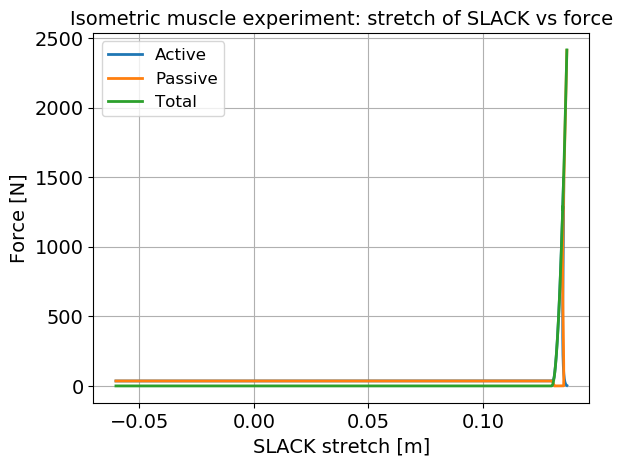 Isometric muscle experiment: stretch of SLACK vs force
2500
2000
1500
1000
500
0
Force [N]
Active
Passive
Total
−0.05
0.00
0.05
0.10
SLACK stretch [m]